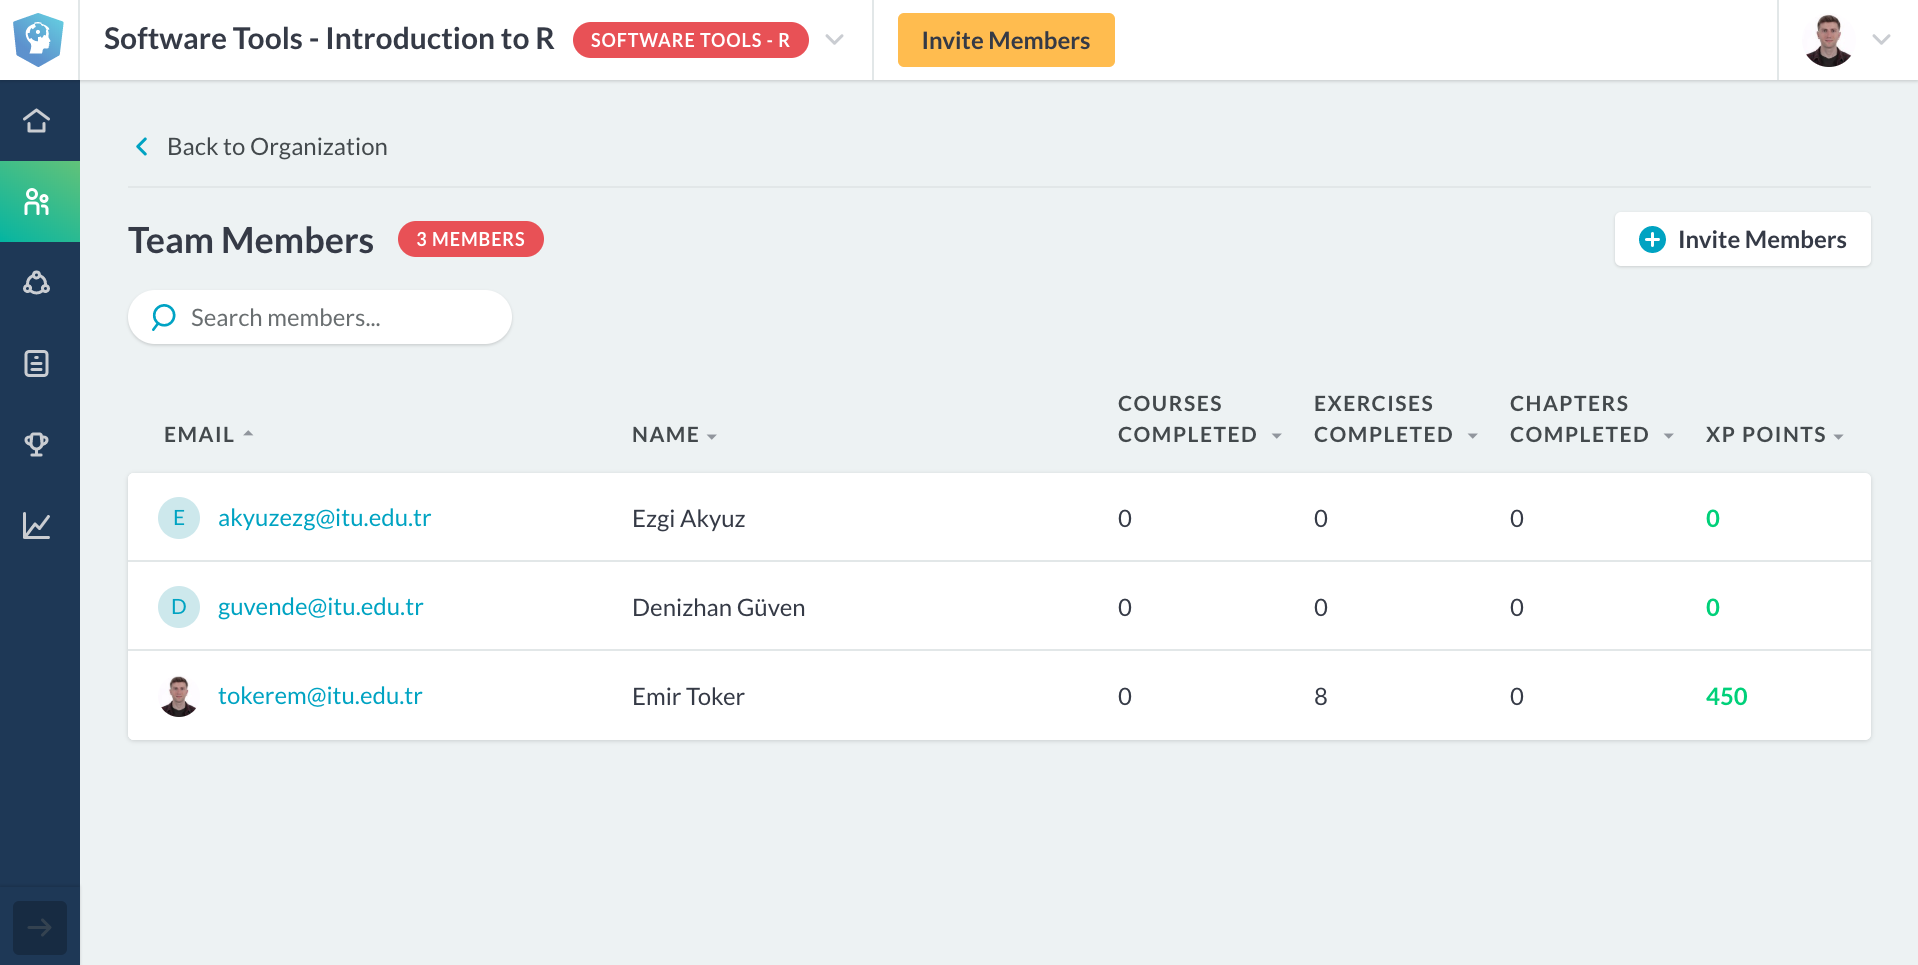 Software Tools - Introduction to R SOFTWARE TOOLS - R Invite Members
Back to Organization
Team Members 3 MEMBERS Invite Members
Search members...
EMAIL NAME COURSES COMPLETED EXERCISES COMPLETED CHAPTERS COMPLETED XP POINTS
E akyuzezg@itu.edu.tr Ezgi Akyuz 0 0 0 0
D guvende@itu.edu.tr Denizhan Güven 0 0 0 0
tokerem@itu.edu.tr Emir Toker 0 8 0 450